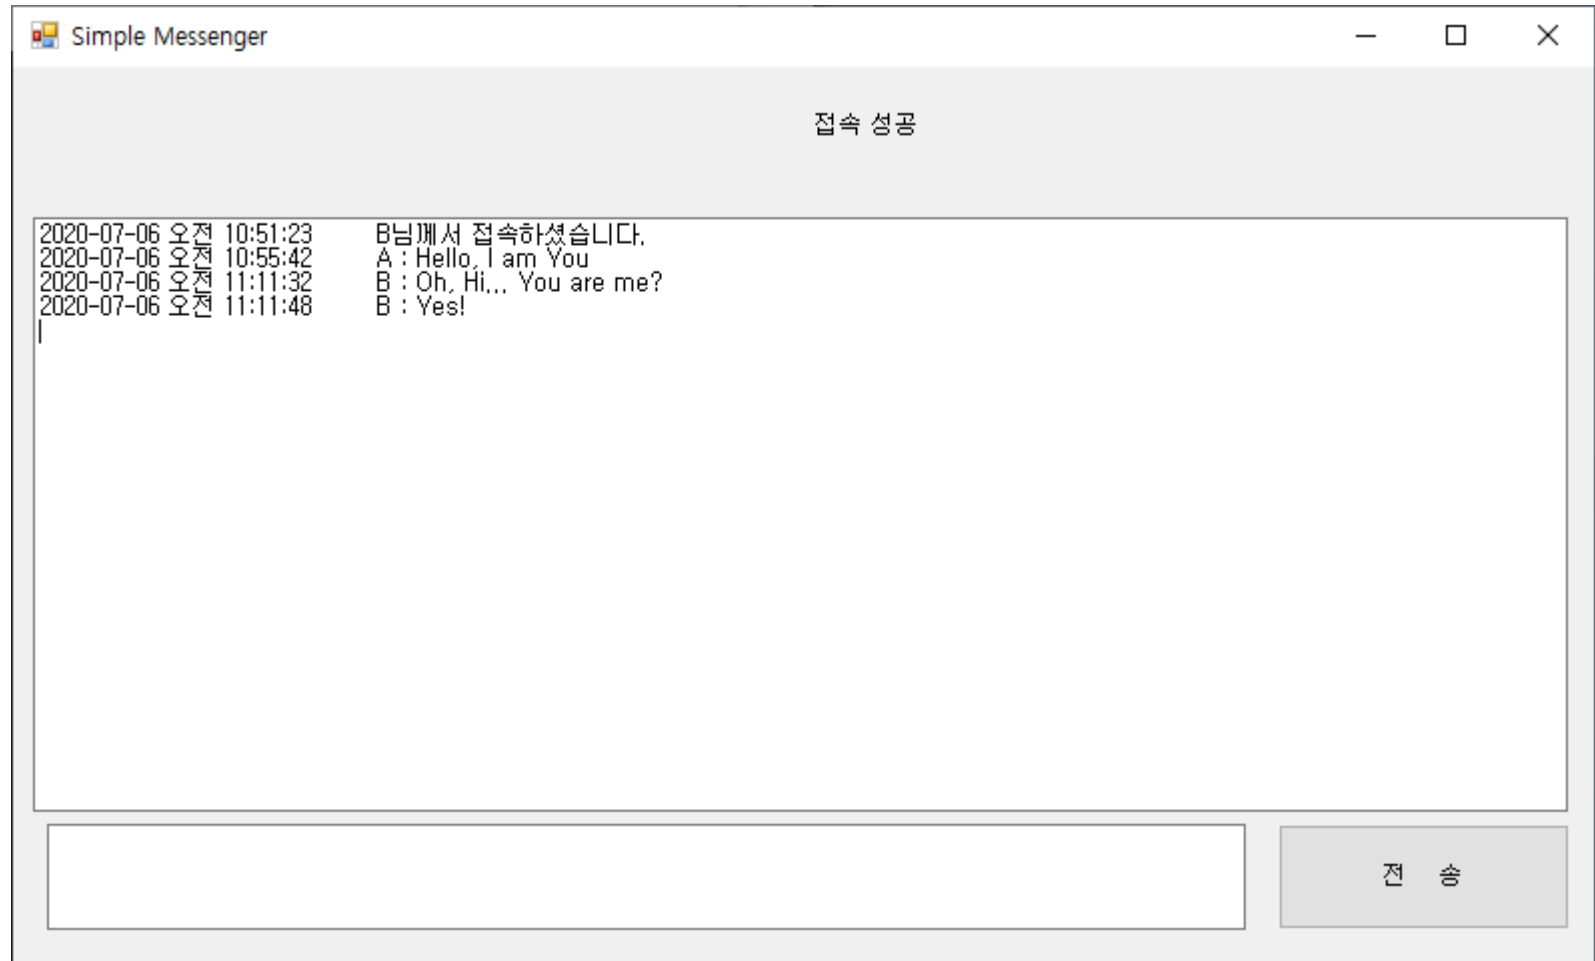 Simple Messenger
접속 성공
2020-07-06 오전 10:51:23 B님께서 접속하셨습니다.
2020-07-06 오전 10:55:42 A : Hello, I am You
2020-07-06 오전 11:11:32 B : Oh, Hi... You are me?
2020-07-06 오전 11:11:48 B : Yes!
전 송